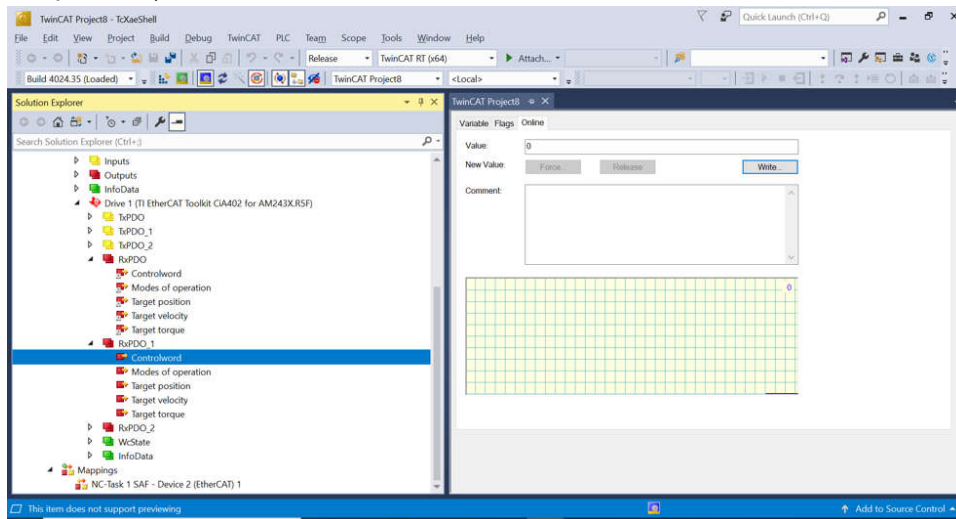 TwinCAT Project8 - TcXaeShell
Quick Launch (Ctrl+Q)
File Edit View Project Build Debug TwinCAT PLC Team Scope Tools Window Help
Release TwinCAT RT (x64) Attach...
Build 4024.35 (Loaded) TwinCAT Project8 <Local>
Solution Explorer
Search Solution Explorer (Ctrl+;)
Inputs
Outputs
InfoData
Drive 1 (TI EtherCAT Toolkit CiA402 for AM243X.R5F)
TxPDO
TxPDO_1
TxPDO_2
RxPDO
Controlword
Modes of operation
Target position
Target velocity
Target torque
RxPDO_1
Controlword
Modes of operation
Target position
Target velocity
Target torque
RxPDO_2
WcState
InfoData
Mappings
NC-Task 1 SAF - Device 2 (EtherCAT) 1
TwinCAT Project8
Variable Flags Online
Value: 0
New Value: Force... Release Write...
Comment:
0
This item does not support previewing
Add to Source Control